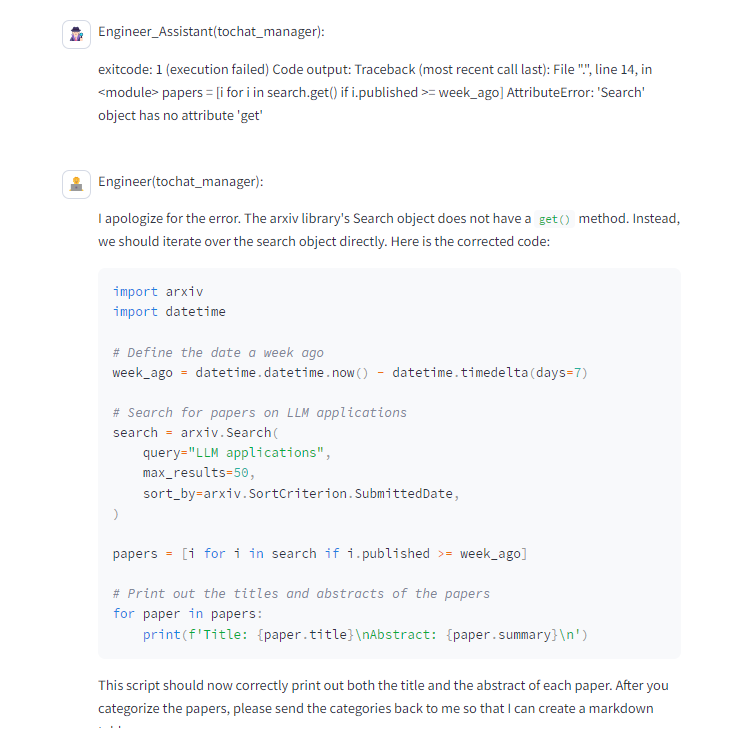 Engineer_Assistant(tochat_manager):
exitcode: 1 (execution failed) Code output: Traceback (most recent call last): File "", line 14, in
<module> papers = [i for i in search.get() if i.published >= week_ago] AttributeError: 'Search'
object has no attribute 'get'
Engineer(tochat_manager):
I apologize for the error. The arxiv library's Search object does not have a get() method. Instead,
we should iterate over the search object directly. Here is the corrected code:
import arxiv
import datetime
# Define the date a week ago
week_ago = datetime.datetime.now() - datetime.timedelta(days=7)
# Search for papers on LLM applications
search = arxiv.Search(
    query="LLM applications",
    max_results=50,
    sort_by=arxiv.SortCriterion.SubmittedDate,
)
papers = [i for i in search if i.published >= week_ago]
# Print out the titles and abstracts of the papers
for paper in papers:
    print(f'Title: {paper.title}\nAbstract: {paper.summary}\n')
This script should now correctly print out both the title and the abstract of each paper. After you
categorize the papers, please send the categories back to me so that I can create a markdown